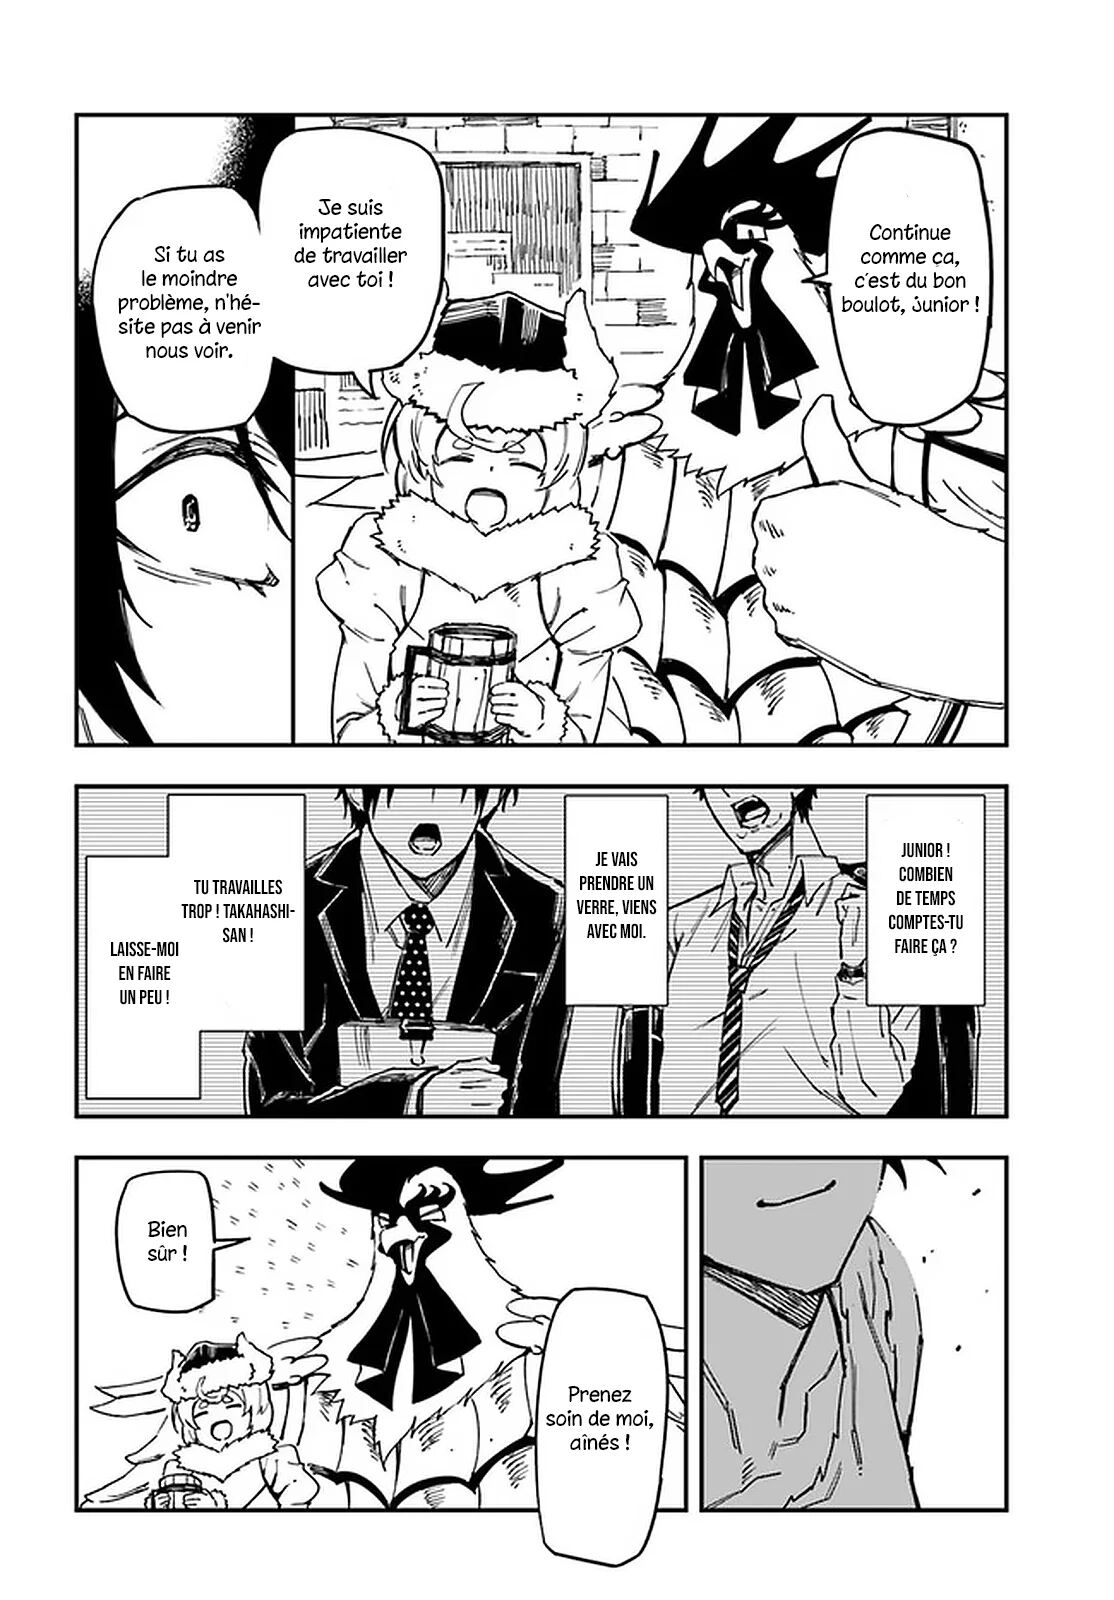 Continue
comme ça,
c'est du bon
boulot, Junior !
Je suis
impatiente
de travailler
avec toi !
Si tu as
le moindre
problème, n'hé-
site pas à venir
nous voir.
JUNIOR !
COMBIEN
DE TEMPS
COMPTES-TU
FAIRE ÇA ?
JE VAIS
PRENDRE UN
VERRE, VIENS
AVEC MOI.
TU TRAVAILLES
TROP ! TAKAHASHI-
SAN !
LAISSE-MOI
EN FAIRE
UN PEU !
Prenez
soin de moi,
aînés !
Bien
sûr !